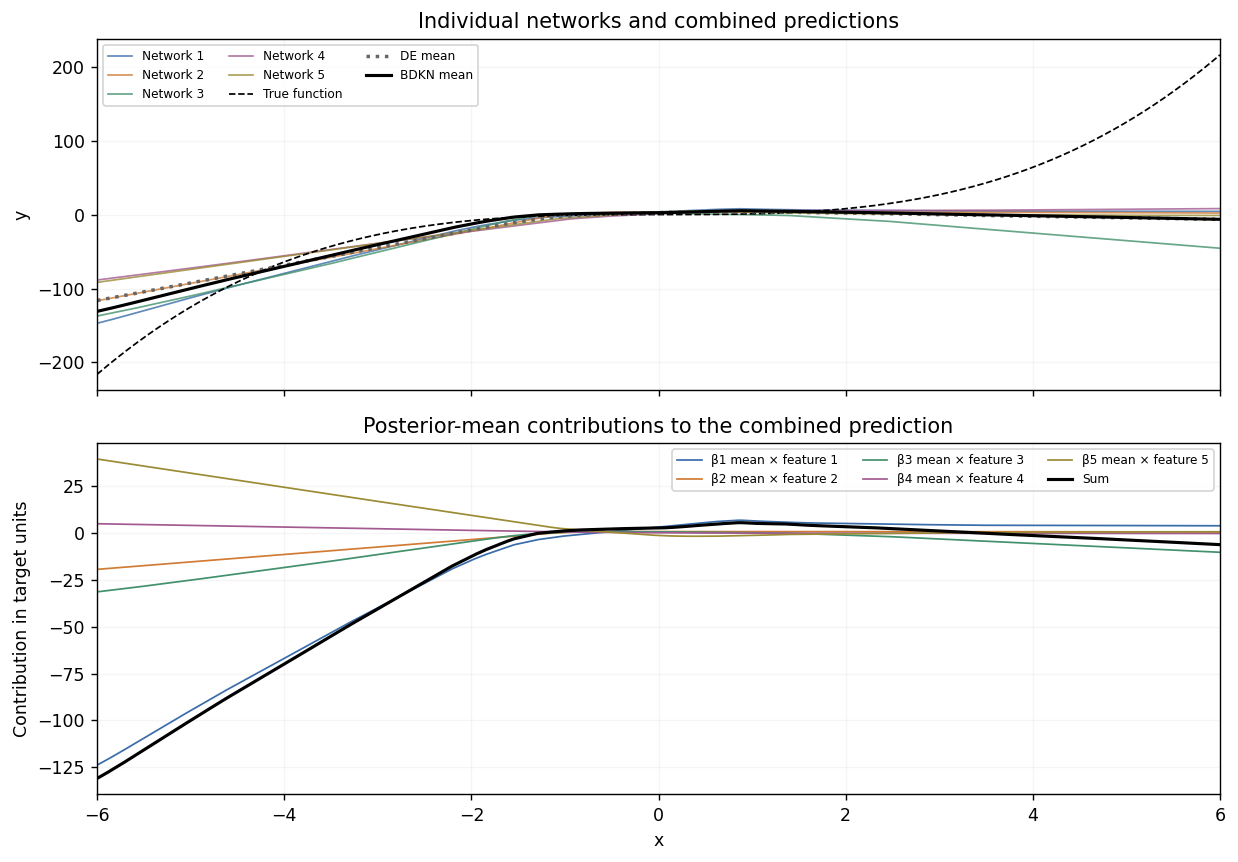 Individual networks and combined predictions
Network 1
Network 2
Network 3
Network 4
Network 5
True function
DE mean
BDKN mean
y
200
100
0
−100
−200
Posterior-mean contributions to the combined prediction
β1 mean × feature 1
β2 mean × feature 2
β3 mean × feature 3
β4 mean × feature 4
β5 mean × feature 5
Sum
Contribution in target units
25
0
−25
−50
−75
−100
−125
−6
−4
−2
0
2
4
6
x